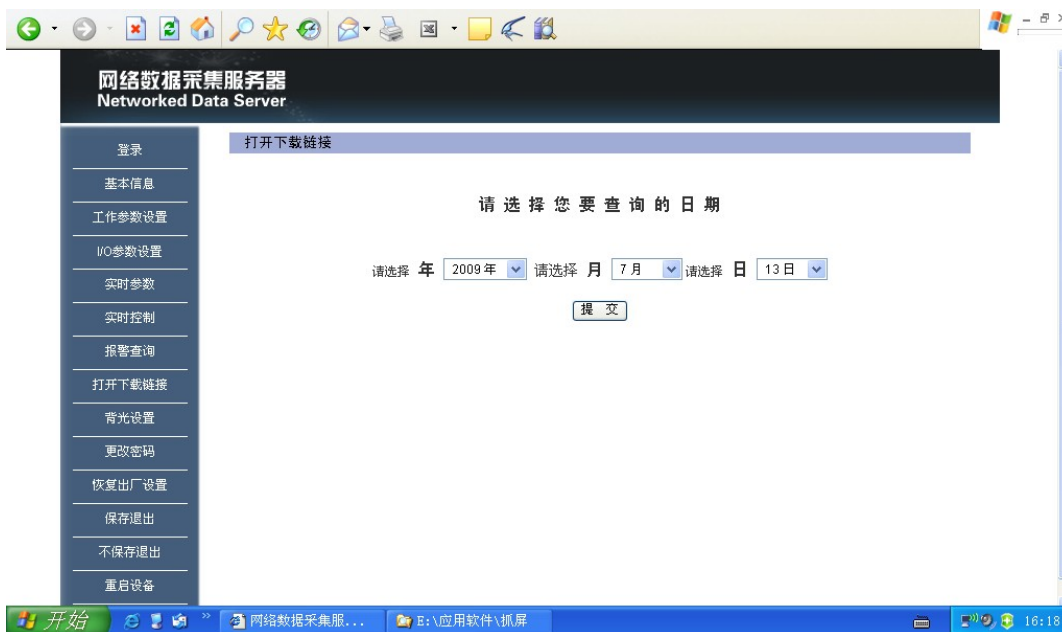 网络数据采集服务器
Networked Data Server
登录
基本信息
工作参数设置
I/O参数设置
实时参数
实时控制
报警查询
打开下载链接
背光设置
更改密码
恢复出厂设置
保存退出
不保存退出
重启设备
打开下载链接
请选择您要查询的日期
请选择 年 2009年 请选择 月 7月 请选择 日 13日
提 交
开始 网络数据采集服... E:\应用软件\抓屏 16:18